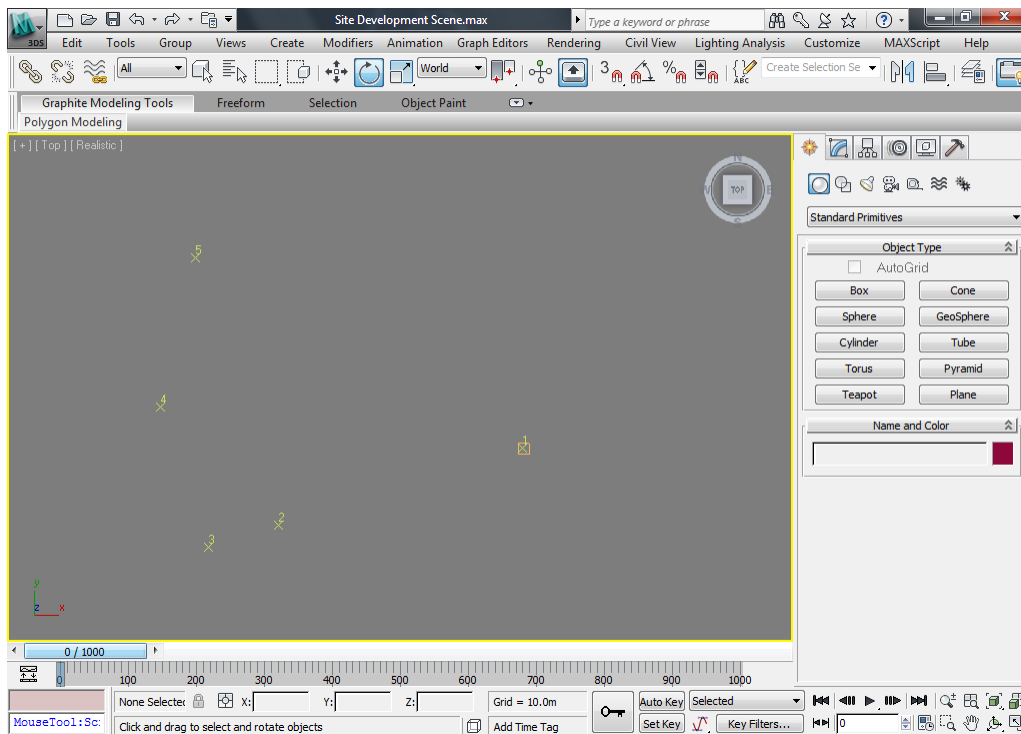 Site Development Scene.max
Type a keyword or phrase
3DS
Edit Tools Group Views Create Modifiers Animation Graph Editors Rendering Civil View Lighting Analysis Customize MAXScript Help
All World 3 % ABC Create Selection Se
Graphite Modeling Tools Freeform Selection Object Paint
Polygon Modeling
[ + ] [ Top ] [ Realistic ]
N
TOP
S
Standard Primitives
Object Type
AutoGrid
Box Cone
Sphere GeoSphere
Cylinder Tube
Torus Pyramid
Teapot Plane
Name and Color
5
4
1
2
3
y
z x
0 / 1000
0 100 200 300 400 500 600 700 800 900 1000
None Selected X: Y: Z: Grid = 10.0m Auto Key Selected
MouseTool:Sc: Click and drag to select and rotate objects Add Time Tag Set Key Key Filters... 0